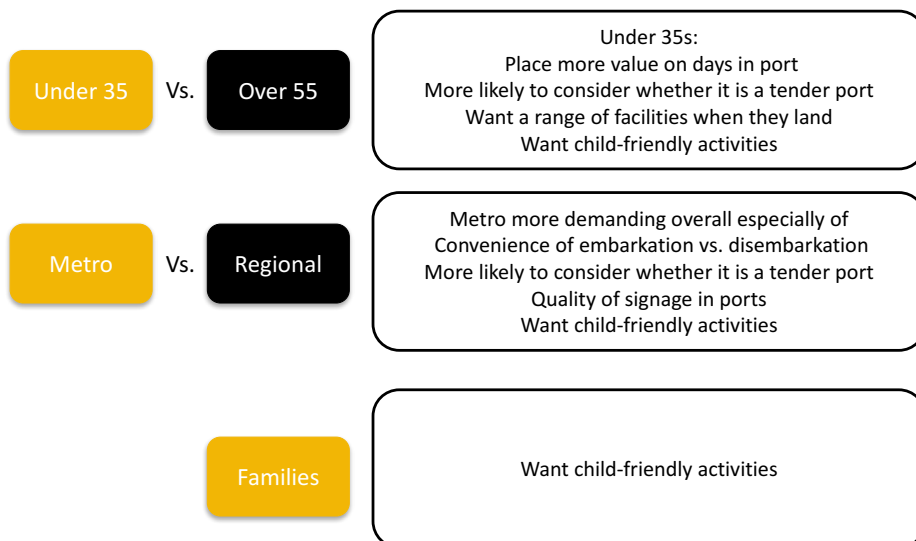 Under 35
Vs.
Over 55
Under 35s:
Place more value on days in port
More likely to consider whether it is a tender port
Want a range of facilities when they land
Want child-friendly activities
Metro
Vs.
Regional
Metro more demanding overall especially of
Convenience of embarkation vs. disembarkation
More likely to consider whether it is a tender port
Quality of signage in ports
Want child-friendly activities
Families
Want child-friendly activities